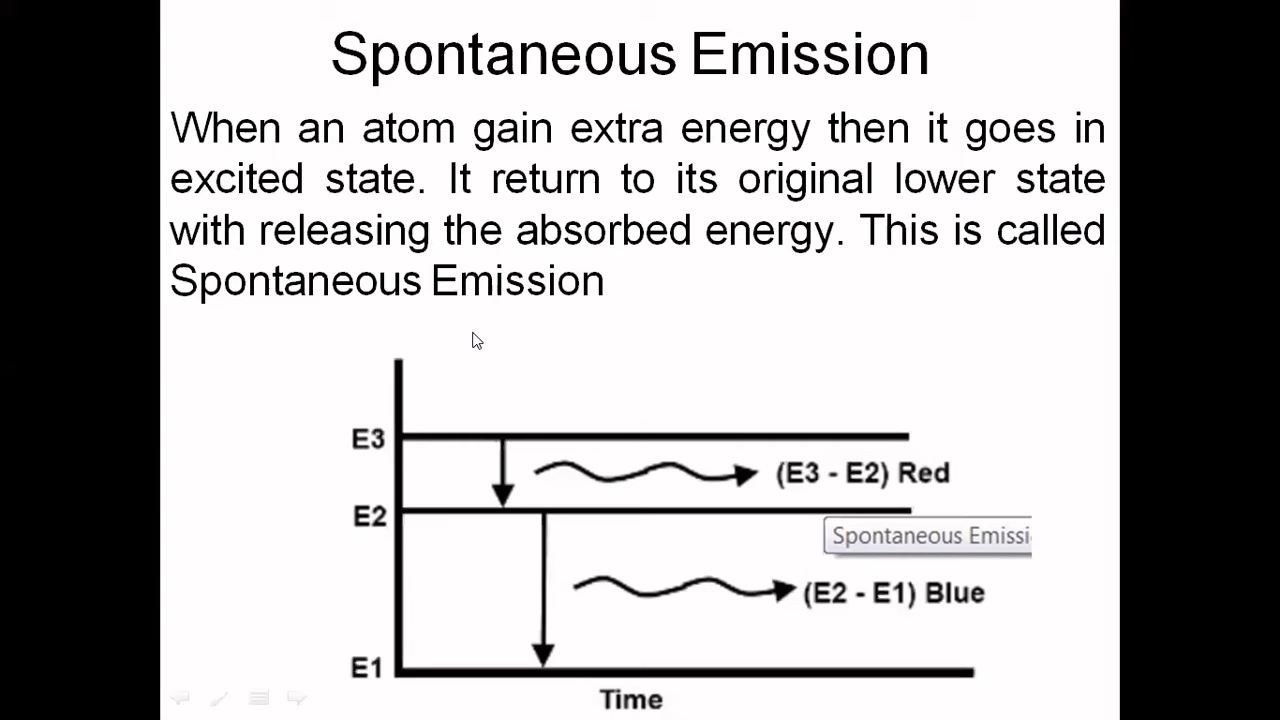 Spontaneous Emission
When an atom gain extra energy then it goes in
excited state. It return to its original lower state
with releasing the absorbed energy. This is called
Spontaneous Emission
E3
(E3 - E2) Red
E2
Spontaneous Emissi
(E2 - E1) Blue
E1
Time